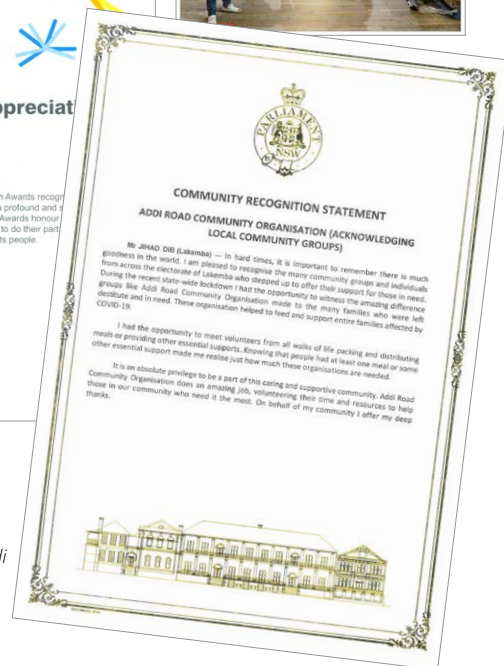 ppreciat
n Awards recogn
a profound and s
Awards honour
to do their part
ts people.
PARLIAMENT
NSW
COMMUNITY RECOGNITION STATEMENT
ADDI ROAD COMMUNITY ORGANISATION (ACKNOWLEDGING
LOCAL COMMUNITY GROUPS)
Mr JIHAD DIB (Lakemba) — In hard times, it is important to remember there is much
goodness in the world. I am pleased to recognise the many community groups and individuals
from across the electorate of Lakemba who stepped up to offer their support for those in need.
During the recent state-wide lockdown I had the opportunity to witness the amazing difference
groups like Addi Road Community Organisation made to the many families who were left
destitute and in need. These organisation helped to feed and support entire families affected by
COVID-19.
I had the opportunity to meet volunteers from all walks of life packing and distributing
meals or providing other essential supports. Knowing that people had at least one meal or some
other essential support made me realise just how much these organisations are needed.
It is an absolute privilege to be a part of this caring and supportive community. Addi Road
Community Organisation does an amazing job, volunteering their time and resources to help
those in our community who need it the most. On behalf of my community I offer my deep
thanks.
di